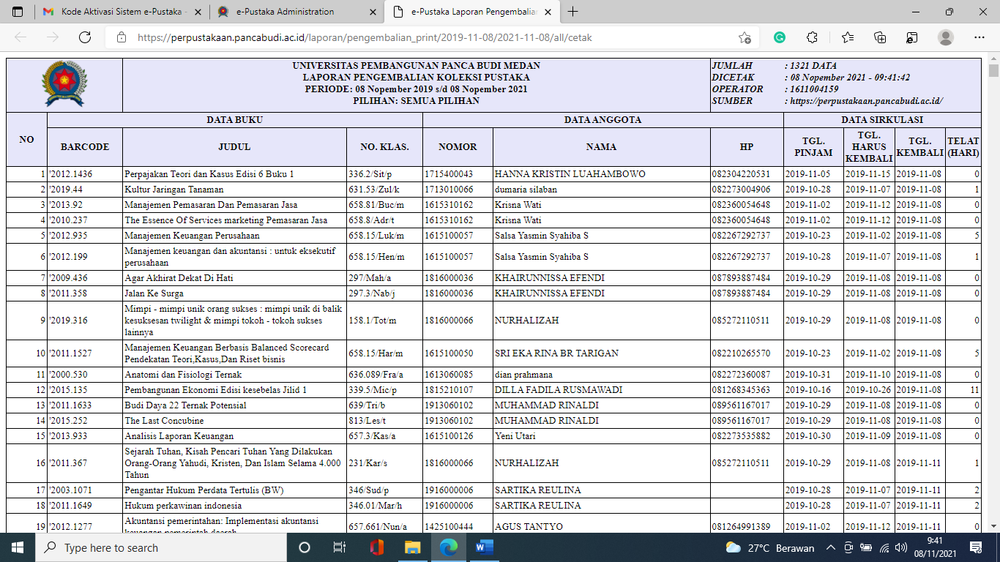 Kode Aktivasi Sistem e-Pustaka -
e-Pustaka Administration
e-Pustaka Laporan Pengembalian
https://perpustakaan.pancabudi.ac.id/laporan/pengembalian_print/2019-11-08/2021-11-08/all/cetak
UNIVERSITAS PEMBANGUNAN PANCA BUDI MEDAN
LAPORAN PENGEMBALIAN KOLEKSI PUSTAKA
PERIODE: 08 Nopember 2019 s/d 08 Nopember 2021
PILIHAN: SEMUA PILIHAN
JUMLAH : 1321 DATA
DICETAK : 08 Nopember 2021 - 09:41:42
OPERATOR : 1611004159
SUMBER : https://perpustakaan.pancabudi.ac.id/
NO DATA BUKU DATA ANGGOTA DATA SIRKULASI
BARCODE JUDUL NO. KLAS. NOMOR NAMA HP TGL. PINJAM TGL. HARUS KEMBALI TGL. KEMBALI TELAT (HARI)
1 '2012.1436 Perpajakan Teori dan Kasus Edisi 6 Buku 1 336.2/Sit/p 1715400043 HANNA KRISTIN LUAHAMBOWO 082304220531 2019-11-05 2019-11-15 2019-11-08 0
2 '2019.44 Kultur Jaringan Tanaman 631.53/Zul/k 1713010066 dumaria silaban 082273004906 2019-10-28 2019-11-07 2019-11-08 1
3 '2013.92 Manajemen Pemasaran Dan Pemasaran Jasa 658.81/Buc/m 1615310162 Krisna Wati 082360054648 2019-11-02 2019-11-12 2019-11-08 0
4 '2010.237 The Essence Of Services marketing Pemasaran Jasa 658.8/Adr/t 1615310162 Krisna Wati 082360054648 2019-11-02 2019-11-12 2019-11-08 0
5 '2012.935 Manajemen Keuangan Perusahaan 658.15/Luk/m 1615100057 Salsa Yasmin Syahiba S 082267292737 2019-10-23 2019-11-02 2019-11-08 5
6 '2012.199 Manajemen keuangan dan akuntansi : untuk eksekutif
perusahaan 658.15/Hen/m 1615100057 Salsa Yasmin Syahiba S 082267292737 2019-10-28 2019-11-07 2019-11-08 1
7 '2009.436 Agar Akhirat Dekat Di Hati 297/Mah/a 1816000036 KHAIRUNNISSA EFENDI 087893887484 2019-10-29 2019-11-08 2019-11-08 0
8 '2011.358 Jalan Ke Surga 297.3/Nab/j 1816000036 KHAIRUNNISSA EFENDI 087893887484 2019-10-29 2019-11-08 2019-11-08 0
9 '2019.316 Mimpi - mimpi unik orang sukses : mimpi unik di balik
kesuksesan twilight & mimpi tokoh - tokoh sukses
lainnya 158.1/Tot/m 1816000066 NURHALIZAH 085272110511 2019-10-29 2019-11-08 2019-11-08 0
10 '2011.1527 Manajemen Keuangan Berbasis Balanced Scorecard
Pendekatan Teori,Kasus,Dan Riset bisnis 658.15/Har/m 1615100050 SRI EKA RINA BR TARIGAN 082210265570 2019-10-23 2019-11-02 2019-11-08 5
11 '2000.530 Anatomi dan Fisiologi Ternak 636.089/Fra/a 1613060085 dian prahmana 082272360087 2019-10-31 2019-11-10 2019-11-08 0
12 '2015.135 Pembangunan Ekonomi Edisi kesebelas Jilid 1 339.5/Mic/p 1815210107 DILLA FADILA RUSMAWADI 081268345363 2019-10-16 2019-10-26 2019-11-08 11
13 '2011.1633 Budi Daya 22 Ternak Potensial 639/Tri/b 1913060102 MUHAMMAD RINALDI 089561167017 2019-10-29 2019-11-08 2019-11-08 0
14 '2015.252 The Last Concubine 813/Les/t 1913060102 MUHAMMAD RINALDI 089561167017 2019-10-29 2019-11-08 2019-11-08 0
15 '2013.933 Analisis Laporan Keuangan 657.3/Kas/a 1615100126 Yeni Utari 082273535882 2019-10-30 2019-11-09 2019-11-08 0
16 '2011.367 Sejarah Tuhan, Kisah Pencari Tuhan Yang Dilakukan
Orang-Orang Yahudi, Kristen, Dan Islam Selama 4.000
Tahun 231/Kar/s 1816000066 NURHALIZAH 085272110511 2019-10-29 2019-11-08 2019-11-11 1
17 '2003.1071 Pengantar Hukum Perdata Tertulis (BW) 346/Sud/p 1916000006 SARTIKA REULINA 2019-10-28 2019-11-07 2019-11-11 2
18 '2011.1649 Hukum perkawinan indonesia 346.01/Mar/h 1916000006 SARTIKA REULINA 2019-10-28 2019-11-07 2019-11-11 2
19 '2012.1277 Akuntansi pemerintahan: Implementasi akuntansi
keuangan pemerintah daerah 657.661/Nun/a 1425100444 AGUS TANTYO 081264991389 2019-11-02 2019-11-12 2019-11-11 0
Type here to search
27°C Berawan
9:41
08/11/2021